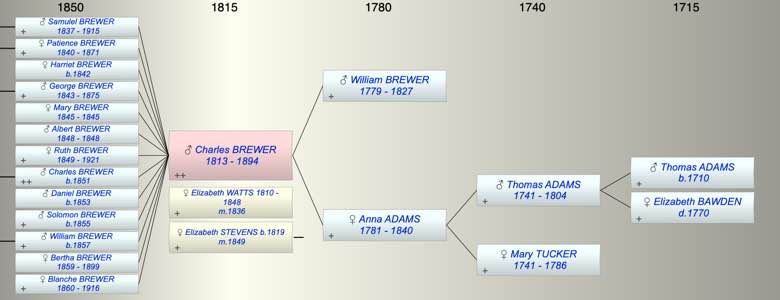 1850 1815 1780 1740 1715
♂ Samulel BREWER
1837 - 1915
+
♀ Patience BREWER
1840 - 1871
+
♀ Harriet BREWER
b.1842
♂ George BREWER
1843 - 1875
+
♀ Mary BREWER
1845 - 1845
♂ Albert BREWER
1848 - 1848
♀ Ruth BREWER
1849 - 1921
+
♂ Charles BREWER
b.1851
++
♂ Daniel BREWER
b.1853
♂ Solomon BREWER
b.1855
+
♂ William BREWER
b.1857
+
♀ Bertha BREWER
1859 - 1899
♀ Blanche BREWER
1860 - 1916
+
♂ Charles BREWER
1813 - 1894
++
♀ Elizabeth WATTS 1810 -
1848
m.1836
+
♀ Elizabeth STEVENS b.1819
m.1849
+
♂ William BREWER
1779 - 1827
+
♀ Anna ADAMS
1781 - 1840
+
♂ Thomas ADAMS
1741 - 1804
+
♀ Mary TUCKER
1741 - 1786
+
♂ Thomas ADAMS
b.1710
+
♀ Elizabeth BAWDEN
d.1770
+